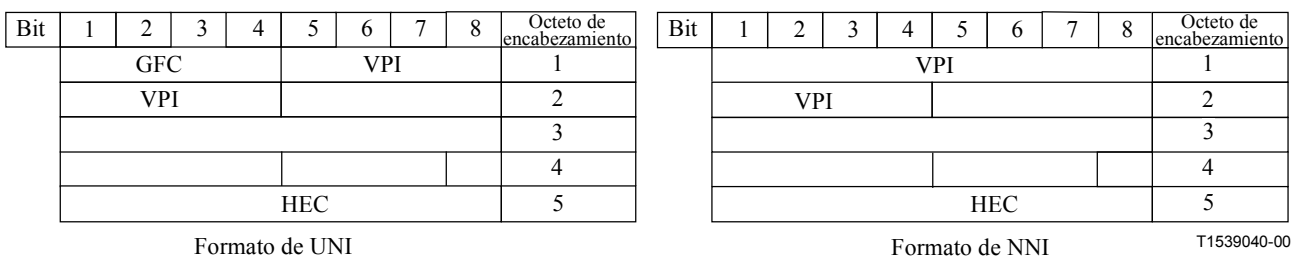 Bit 1 2 3 4 5 6 7 8 Octeto de encabezamiento
GFC VPI 1
VPI 2
3
4
HEC 5
Formato de UNI
Bit 1 2 3 4 5 6 7 8 Octeto de encabezamiento
VPI 1
VPI 2
3
4
HEC 5
Formato de NNI
T1539040-00